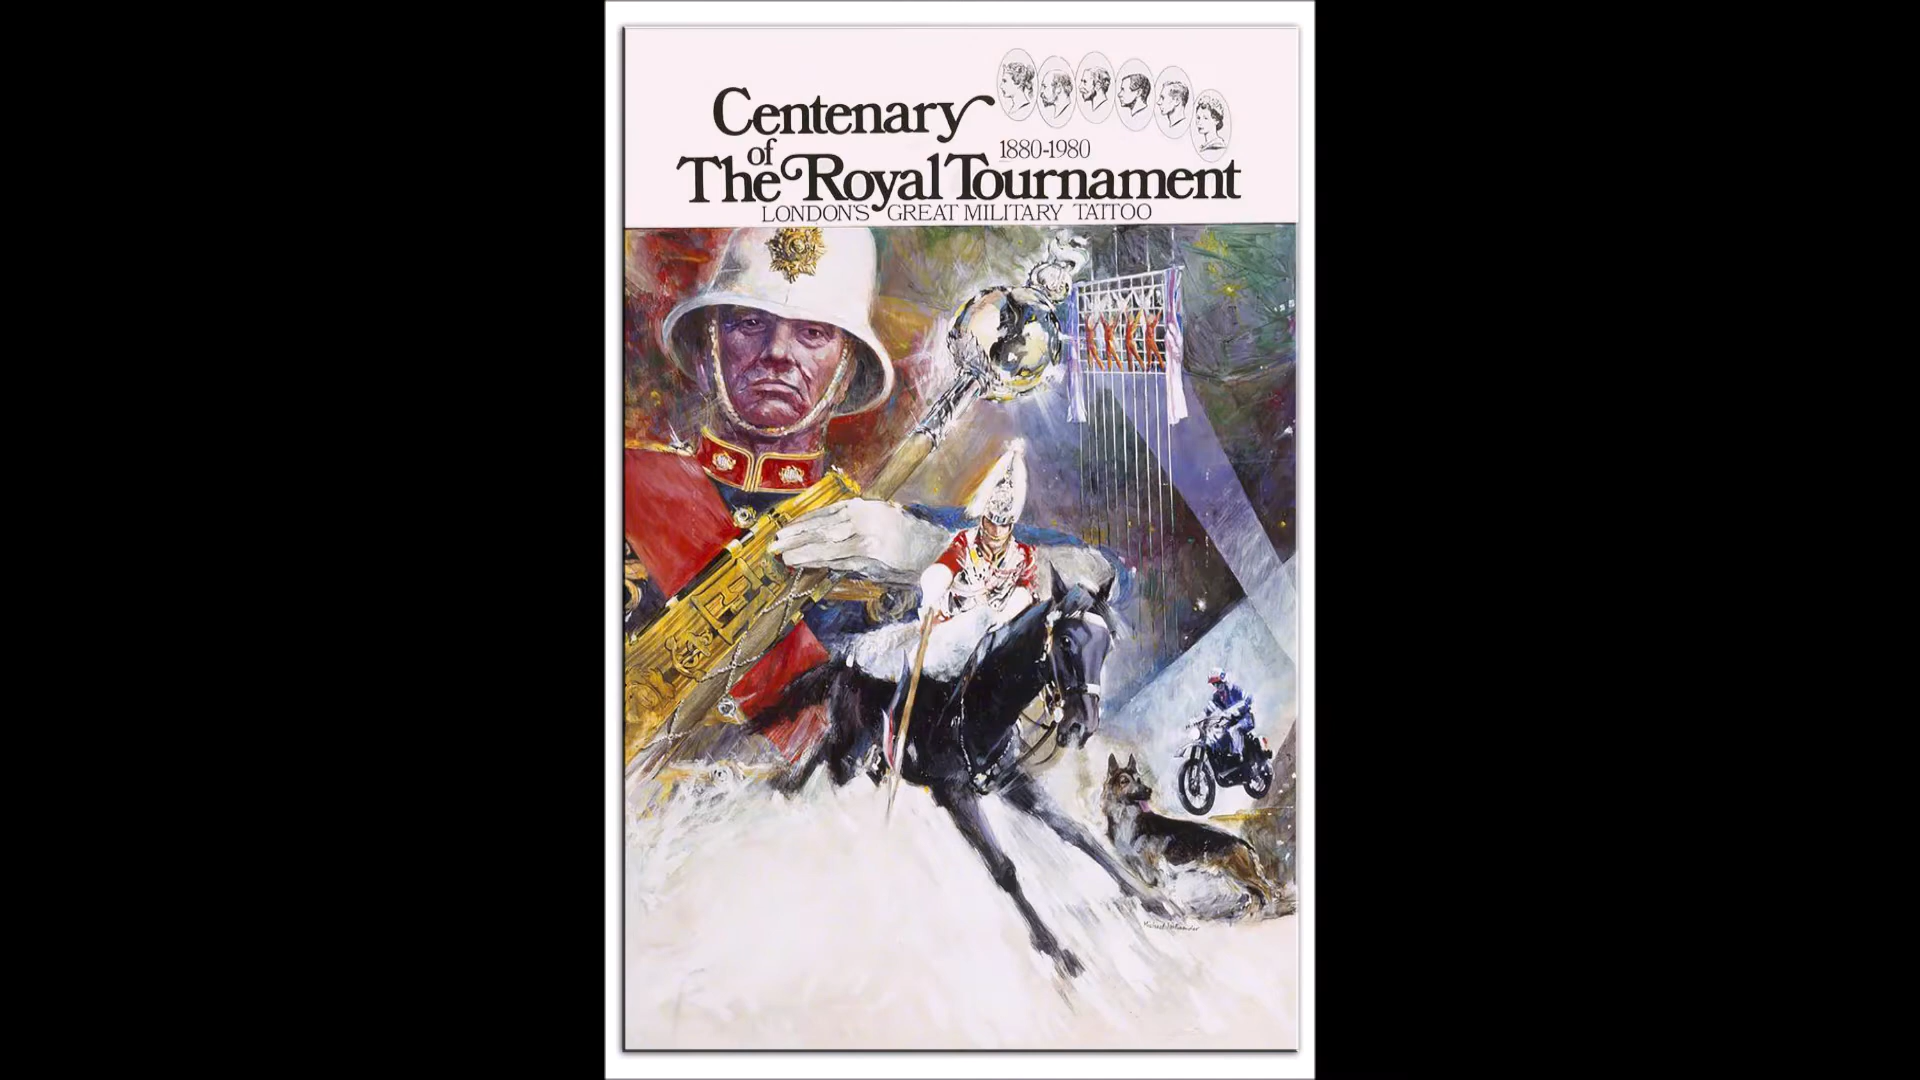 Centenary
of
1880-1980
The Royal Tournament
LONDON'S GREAT MILITARY TATTOO